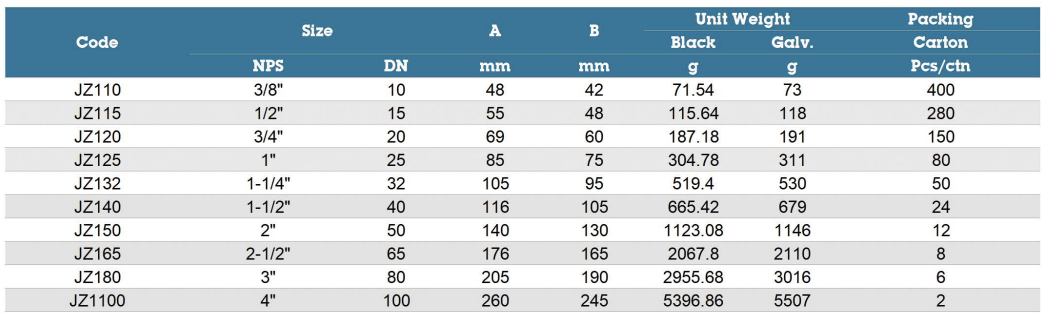 Code Size A B Unit Weight Packing
Black Galv. Carton
NPS DN mm mm g g Pcs/ctn
JZ110 3/8" 10 48 42 71.54 73 400
JZ115 1/2" 15 55 48 115.64 118 280
JZ120 3/4" 20 69 60 187.18 191 150
JZ125 1" 25 85 75 304.78 311 80
JZ132 1-1/4" 32 105 95 519.4 530 50
JZ140 1-1/2" 40 116 105 665.42 679 24
JZ150 2" 50 140 130 1123.08 1146 12
JZ165 2-1/2" 65 176 165 2067.8 2110 8
JZ180 3" 80 205 190 2955.68 3016 6
JZ1100 4" 100 260 245 5396.86 5507 2